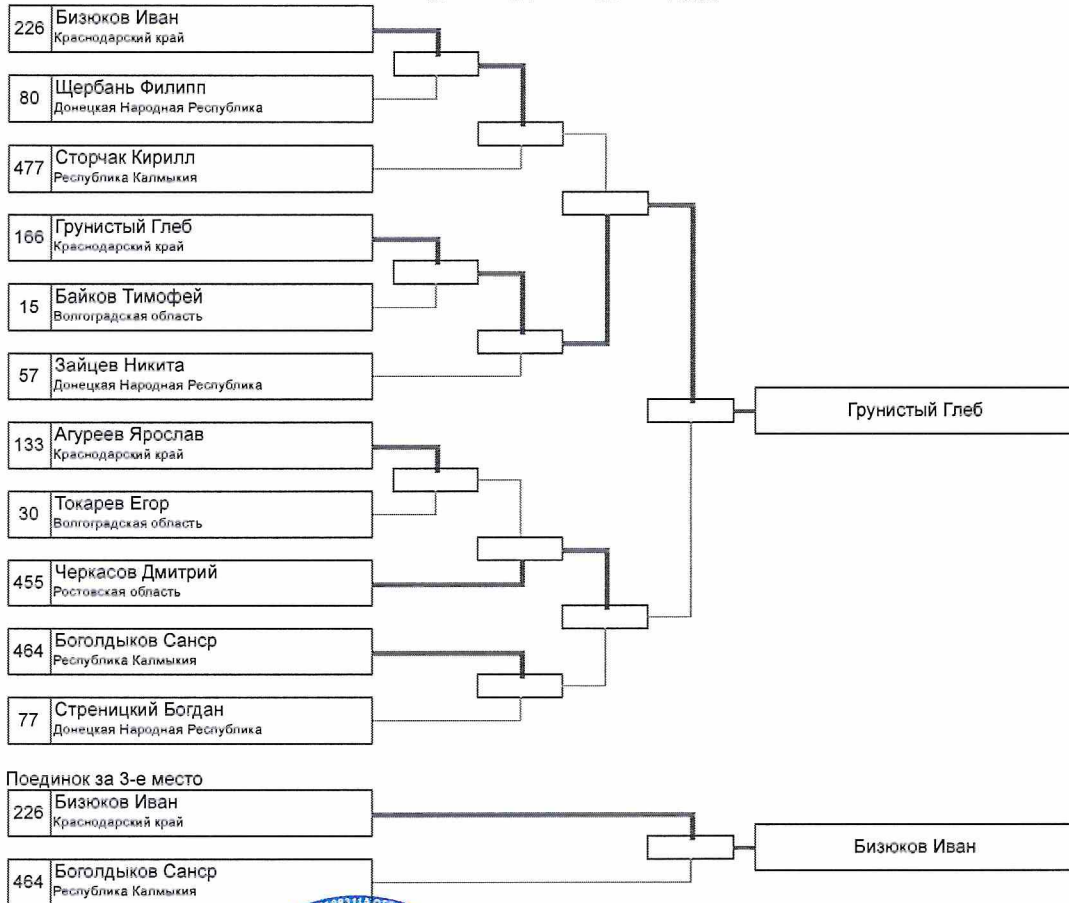 226
Бизюков Иван
Краснодарский край
80
Щербань Филипп
Донецкая Народная Республика
477
Сторчак Кирилл
Республика Калмыкия
166
Грунистый Глеб
Краснодарский край
15
Байков Тимофей
Волгоградская область
57
Зайцев Никита
Донецкая Народная Республика
Грунистый Глеб
133
Агуреев Ярослав
Краснодарский край
30
Токарев Егор
Волгоградская область
455
Черкасов Дмитрий
Ростовская область
464
Боголдыков Санср
Республика Калмыкия
77
Стреницкий Богдан
Донецкая Народная Республика
Поединок за 3-е место
226
Бизюков Иван
Краснодарский край
Бизюков Иван
464
Боголдыков Санср
Республика Калмыкия